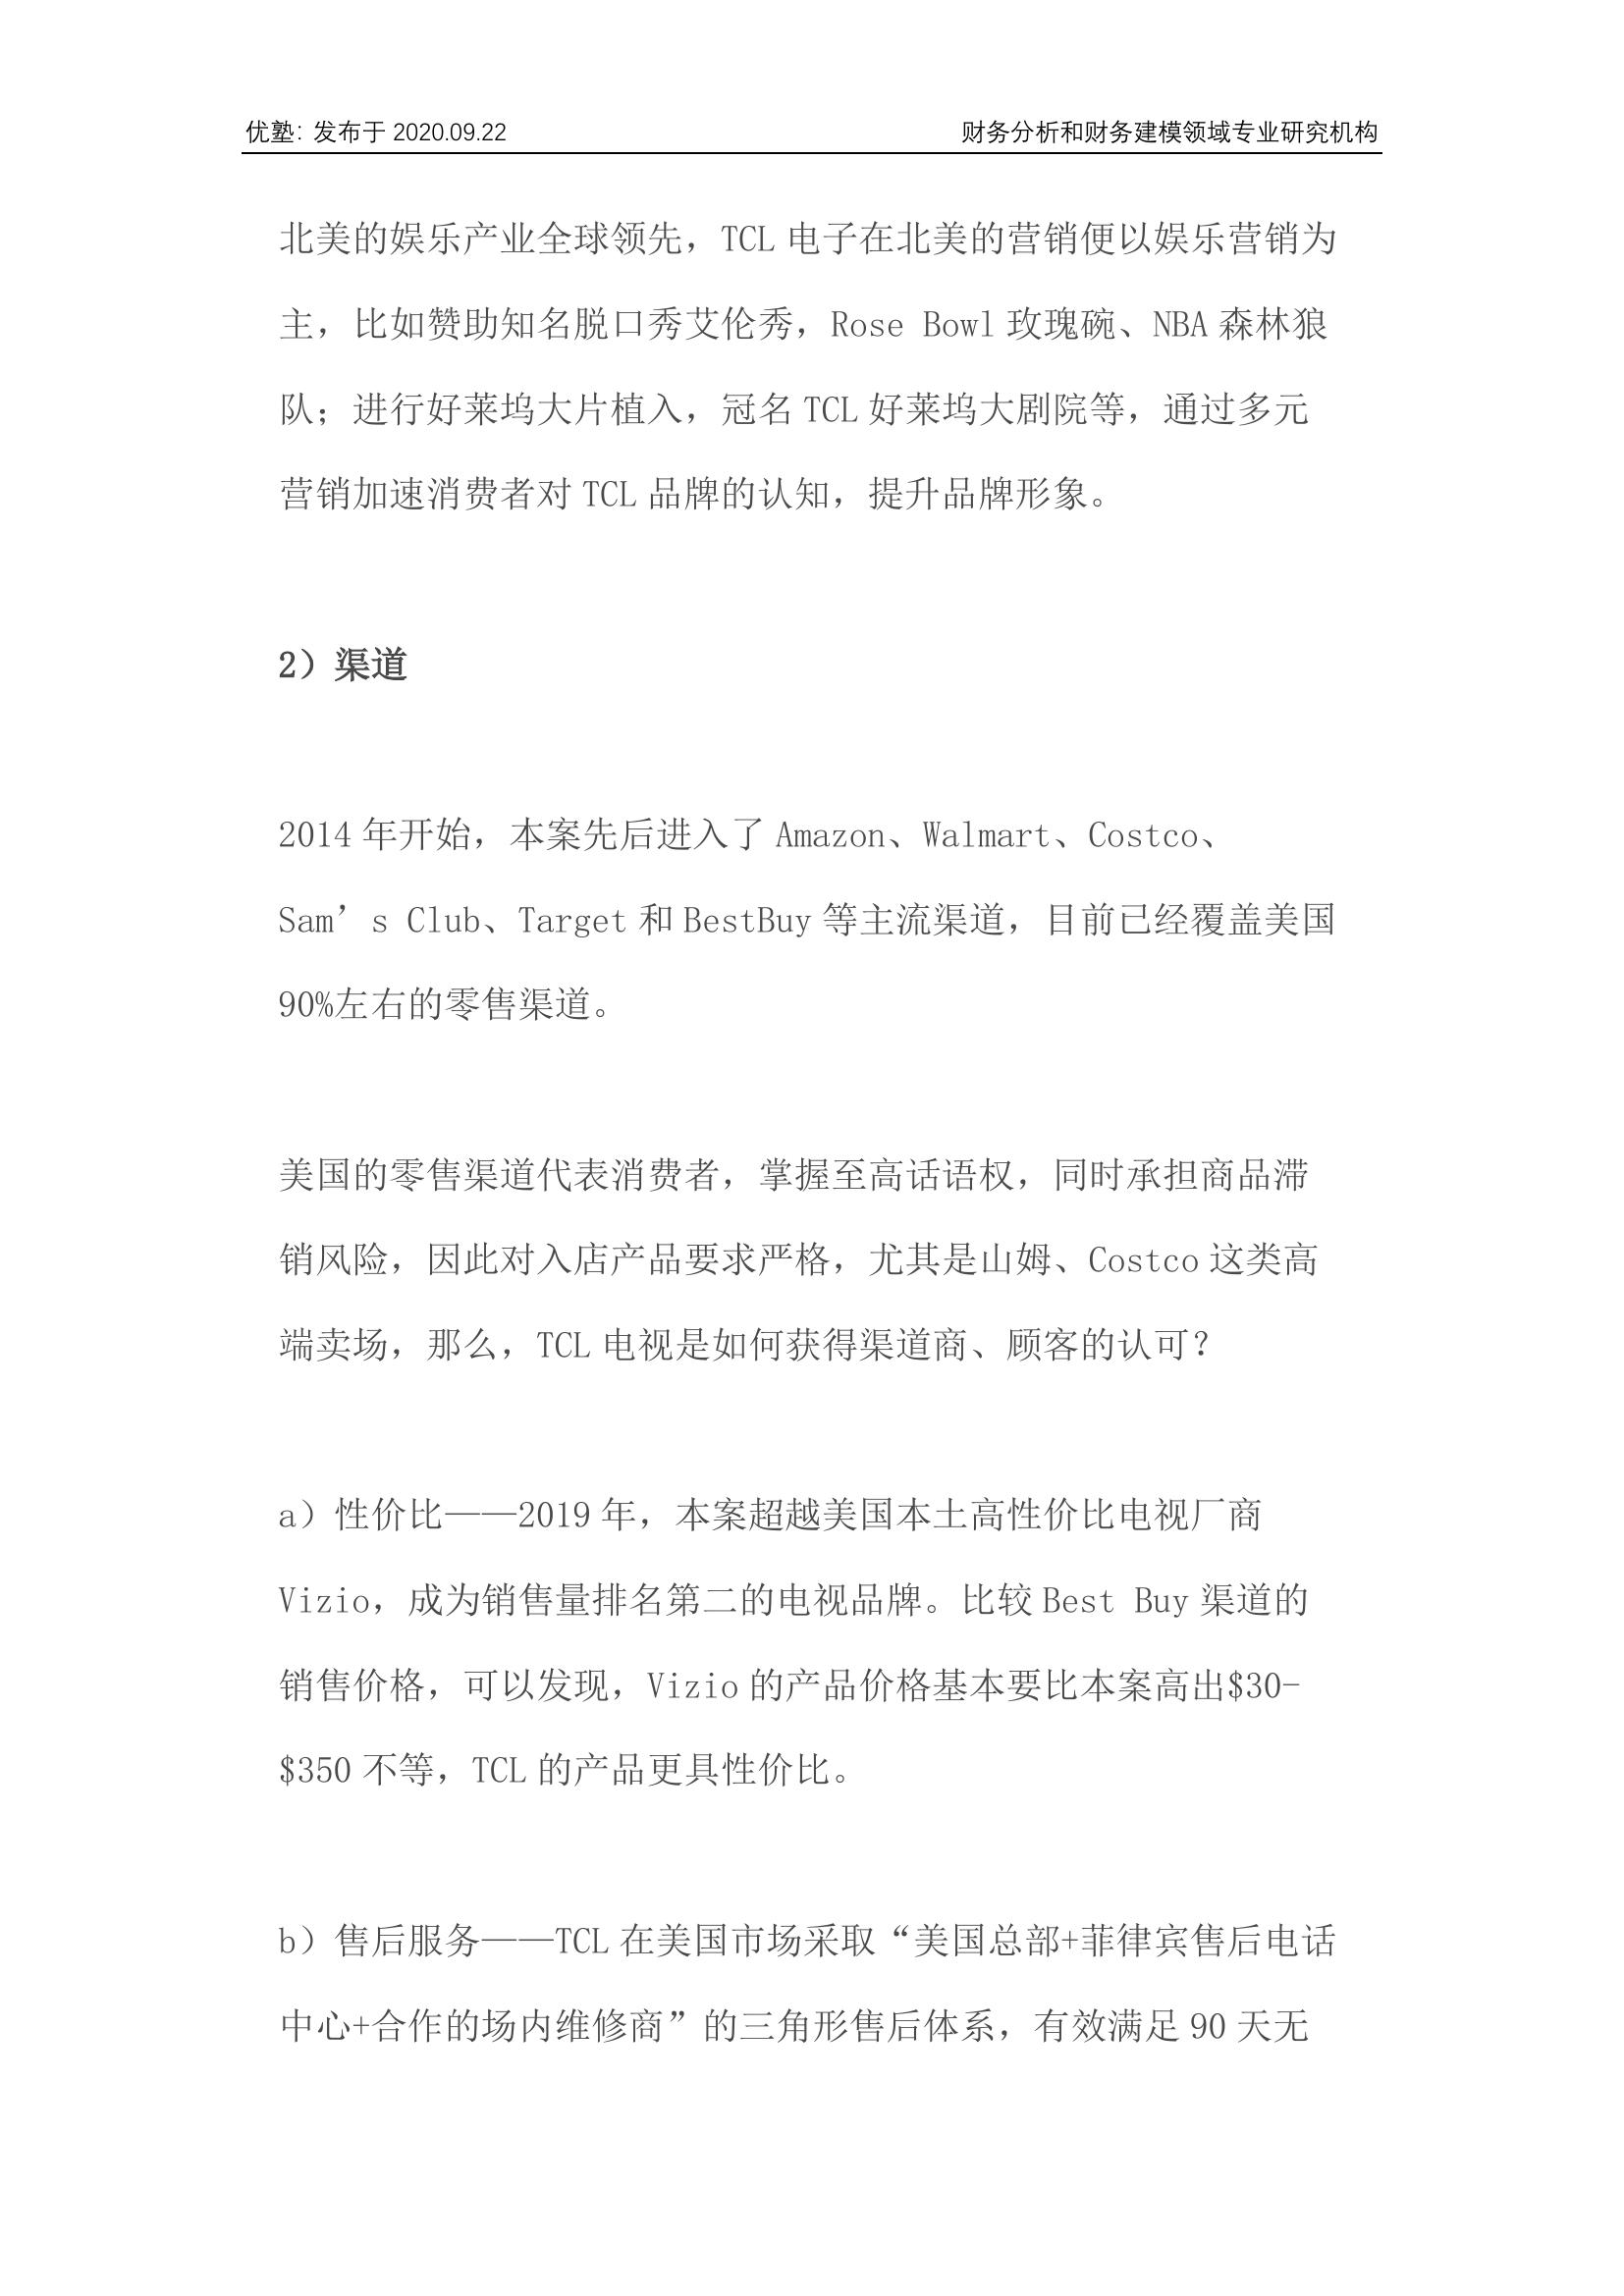 优塾：发布于 2020.09.22 财务分析和财务建模领域专业研究机构
北美的娱乐产业全球领先，TCL 电子在北美的营销便以娱乐营销为
主，比如赞助知名脱口秀艾伦秀，Rose Bowl 玫瑰碗、NBA 森林狼
队；进行好莱坞大片植入，冠名 TCL 好莱坞大剧院等，通过多元
营销加速消费者对 TCL 品牌的认知，提升品牌形象。
2）渠道
2014 年开始，本案先后进入了 Amazon、Walmart、Costco、
Sam’s Club、Target 和 BestBuy 等主流渠道，目前已经覆盖美国
90%左右的零售渠道。
美国的零售渠道代表消费者，掌握至高话语权，同时承担商品滞
销风险，因此对入店产品要求严格，尤其是山姆、Costco 这类高
端卖场，那么，TCL 电视是如何获得渠道商、顾客的认可？
a）性价比——2019 年，本案超越美国本土高性价比电视厂商
Vizio，成为销售量排名第二的电视品牌。比较 Best Buy 渠道的
销售价格，可以发现，Vizio 的产品价格基本要比本案高出$30-
$350 不等，TCL 的产品更具性价比。
b）售后服务——TCL 在美国市场采取“美国总部+菲律宾售后电话
中心+合作的场内维修商”的三角形售后体系，有效满足 90 天无